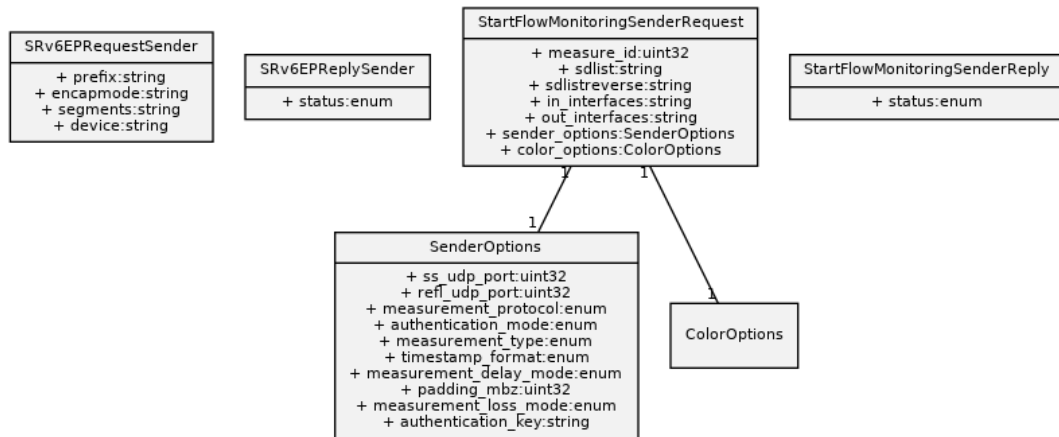 SRv6EPRequestSender
+ prefix:string
+ encapmode:string
+ segments:string
+ device:string
SRv6EPReplySender
+ status:enum
StartFlowMonitoringSenderRequest
+ measure_id:uint32
+ sdlist:string
+ sdlistreverse:string
+ in_interfaces:string
+ out_interfaces:string
+ sender_options:SenderOptions
+ color_options:ColorOptions
StartFlowMonitoringSenderReply
+ status:enum
1
1
1
1
SenderOptions
+ ss_udp_port:uint32
+ refl_udp_port:uint32
+ measurement_protocol:enum
+ authentication_mode:enum
+ measurement_type:enum
+ timestamp_format:enum
+ measurement_delay_mode:enum
+ padding_mbz:uint32
+ measurement_loss_mode:enum
+ authentication_key:string
ColorOptions